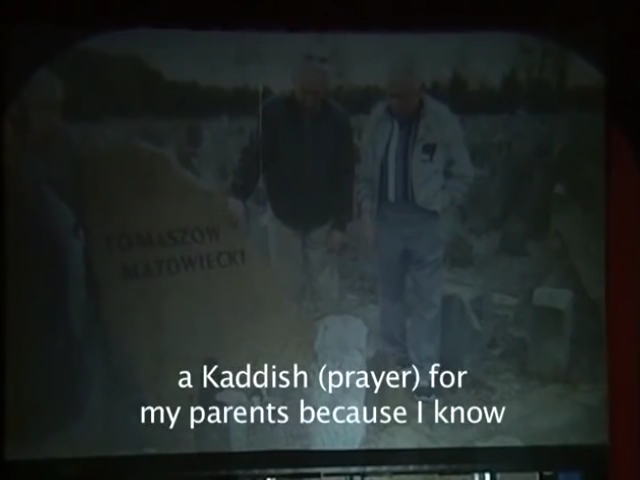 TOMASZOW
MAZOWIECKI
a Kaddish (prayer) for
my parents because I know